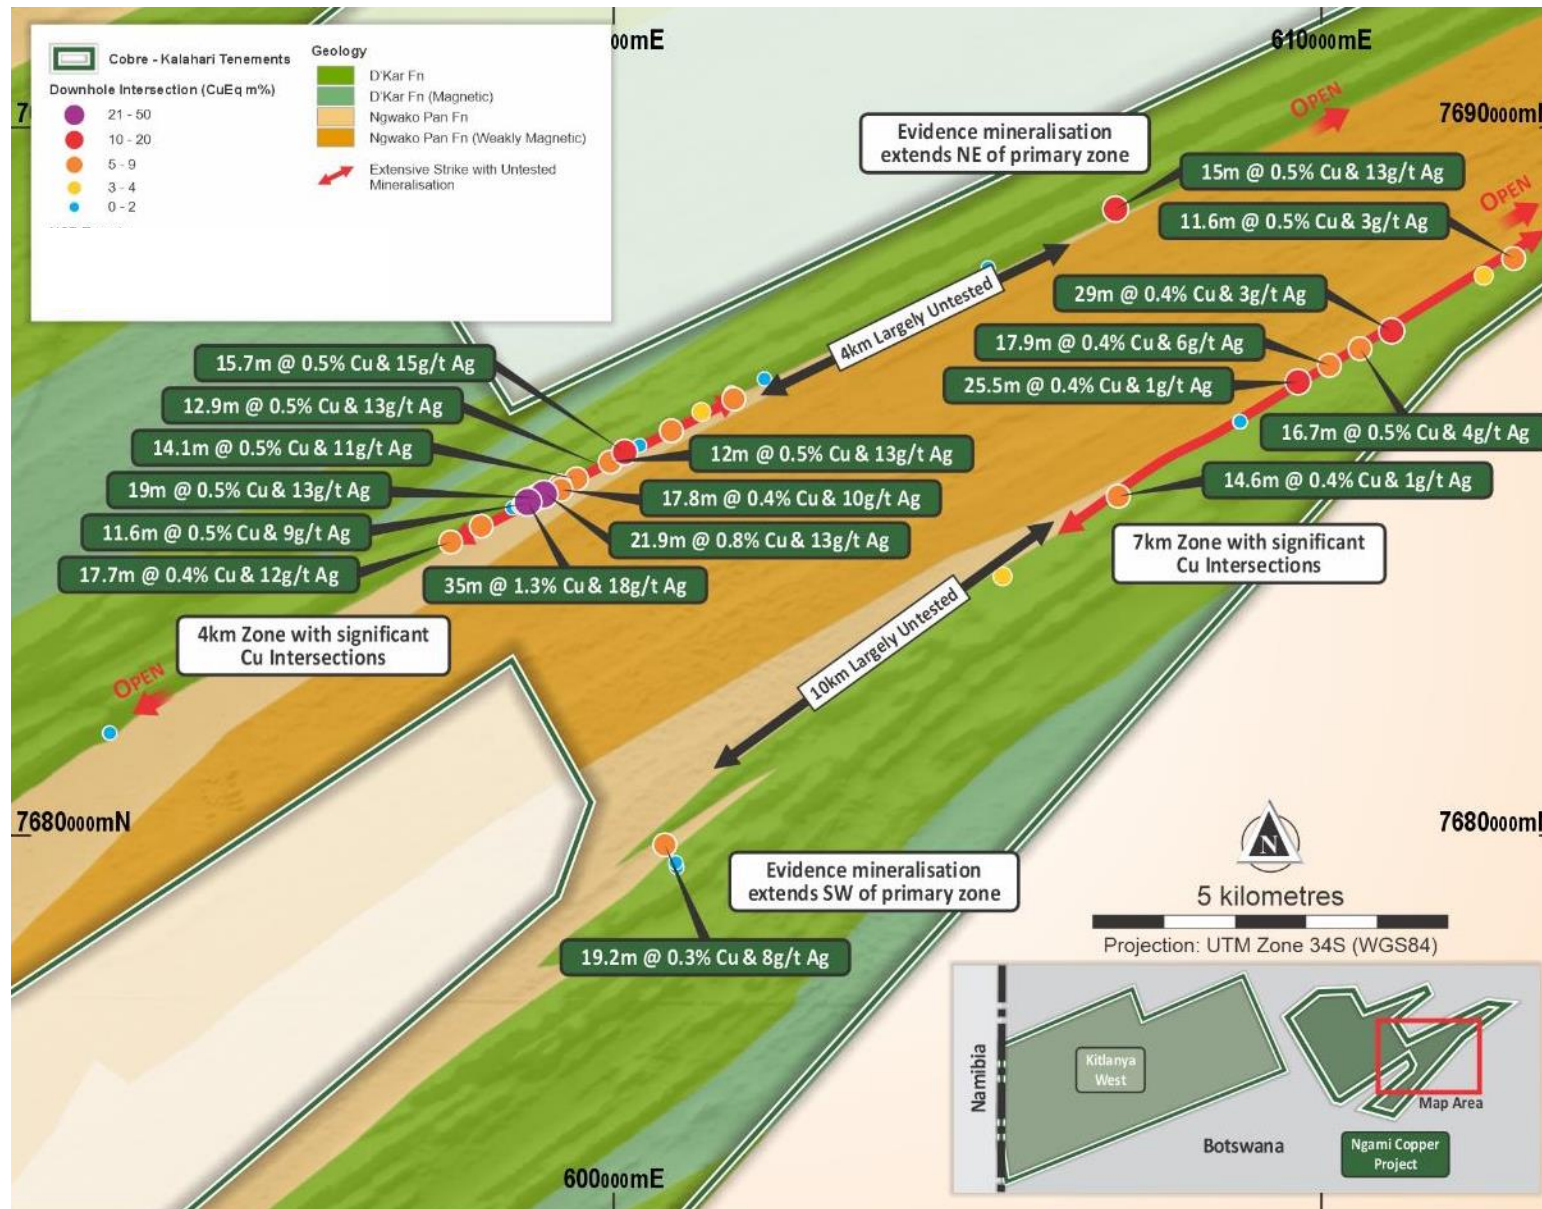 Cobre - Kalahari Tenements
Downhole Intersection (CuEq m%)
21 - 50
10 - 20
5 - 9
3 - 4
0 - 2
Geology
D'Kar Fn
D'Kar Fn (Magnetic)
Ngwako Pan Fn
Ngwako Pan Fn (Weakly Magnetic)
Extensive Strike with Untested
Mineralisation
00mE
610000mE
7690000m
OPEN
Evidence mineralisation
extends NE of primary zone
15m @ 0.5% Cu & 13g/t Ag
OPEN
11.6m @ 0.5% Cu & 3g/t Ag
29m @ 0.4% Cu & 3g/t Ag
4km Largely Untested
17.9m @ 0.4% Cu & 6g/t Ag
25.5m @ 0.4% Cu & 1g/t Ag
16.7m @ 0.5% Cu & 4g/t Ag
14.6m @ 0.4% Cu & 1g/t Ag
15.7m @ 0.5% Cu & 15g/t Ag
12.9m @ 0.5% Cu & 13g/t Ag
14.1m @ 0.5% Cu & 11g/t Ag
19m @ 0.5% Cu & 13g/t Ag
11.6m @ 0.5% Cu & 9g/t Ag
17.7m @ 0.4% Cu & 12g/t Ag
12m @ 0.5% Cu & 13g/t Ag
17.8m @ 0.4% Cu & 10g/t Ag
21.9m @ 0.8% Cu & 13g/t Ag
35m @ 1.3% Cu & 18g/t Ag
7km Zone with significant
Cu Intersections
4km Zone with significant
Cu Intersections
OPEN
10km Largely Untested
7680000mN
7680000m
Evidence mineralisation
extends SW of primary zone
19.2m @ 0.3% Cu & 8g/t Ag
N
5 kilometres
Projection: UTM Zone 34S (WGS84)
600000mE
Namibia
Kitlanya
West
Map Area
Botswana
Ngami Copper
Project